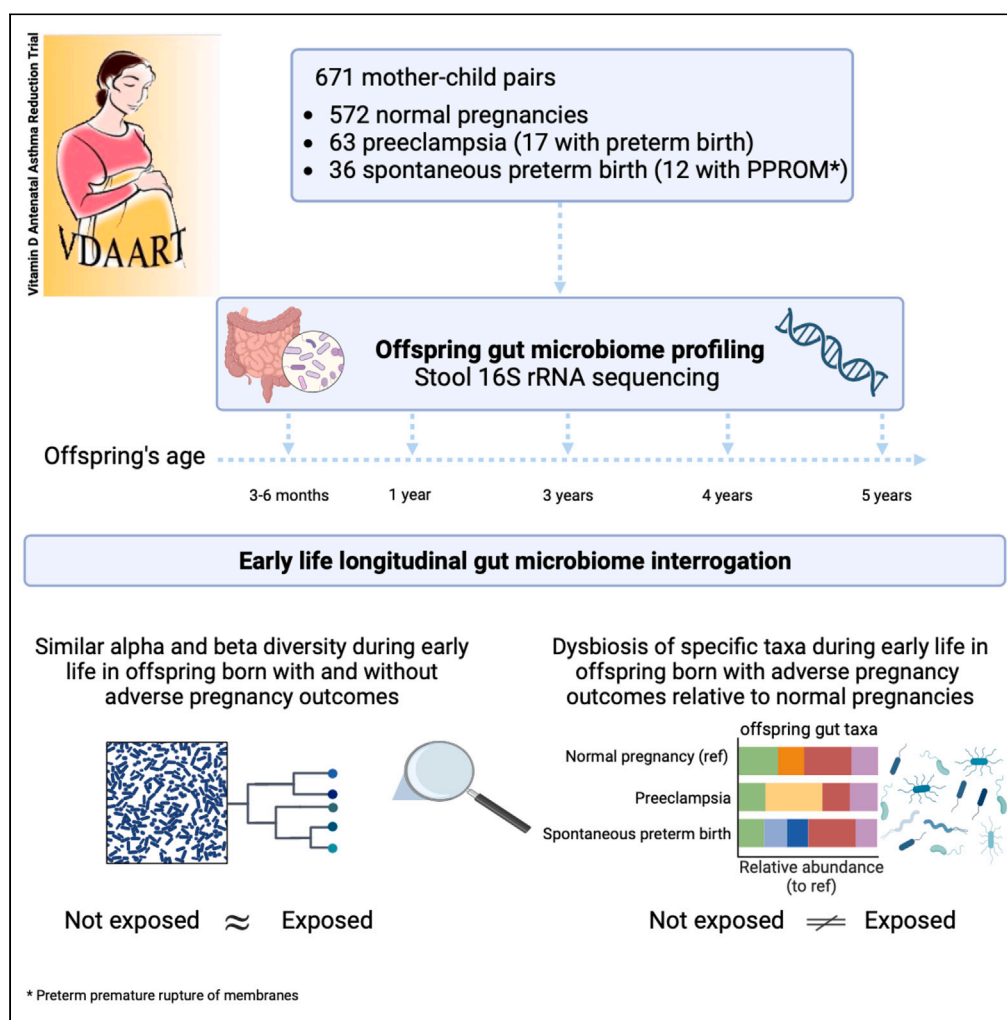 Vitamin D Antenatal Asthma Reduction Trial
VDAART
671 mother-child pairs
• 572 normal pregnancies
• 63 preeclampsia (17 with preterm birth)
• 36 spontaneous preterm birth (12 with PPROM*)
Offspring gut microbiome profiling
Stool 16S rRNA sequencing
Offspring's age
3-6 months
1 year
3 years
4 years
5 years
Early life longitudinal gut microbiome interrogation
Similar alpha and beta diversity during early
life in offspring born with and without
adverse pregnancy outcomes
Dysbiosis of specific taxa during early life in
offspring born with adverse pregnancy
outcomes relative to normal pregnancies
offspring gut taxa
Normal pregnancy (ref)
Preeclampsia
Spontaneous preterm birth
Relative abundance
(to ref)
Not exposed ≈ Exposed
Not exposed ≠ Exposed
* Preterm premature rupture of membranes